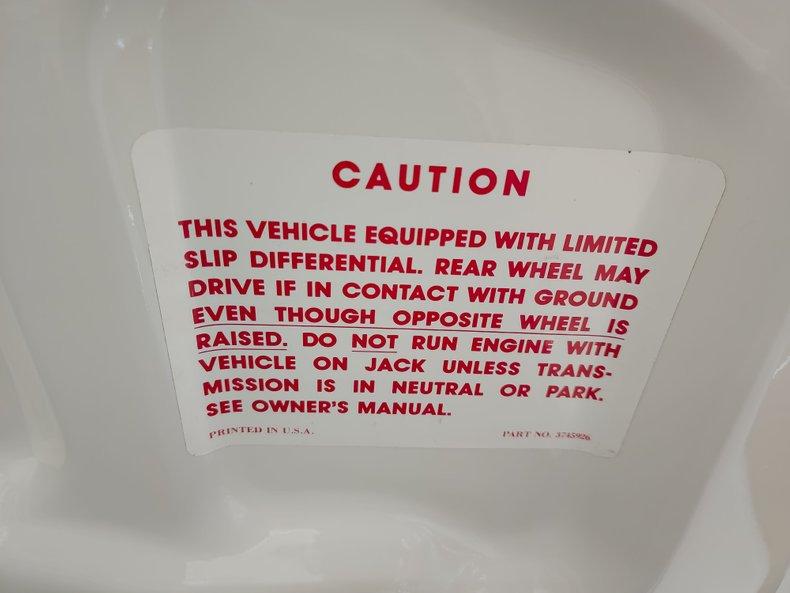 CAUTION
THIS VEHICLE EQUIPPED WITH LIMITED
SLIP DIFFERENTIAL. REAR WHEEL MAY
DRIVE IF IN CONTACT WITH GROUND
EVEN THOUGH OPPOSITE WHEEL IS
RAISED. DO NOT RUN ENGINE WITH
VEHICLE ON JACK UNLESS TRANS-
MISSION IS IN NEUTRAL OR PARK.
SEE OWNER'S MANUAL.
PRINTED IN U.S.A. PART NO. 3745926